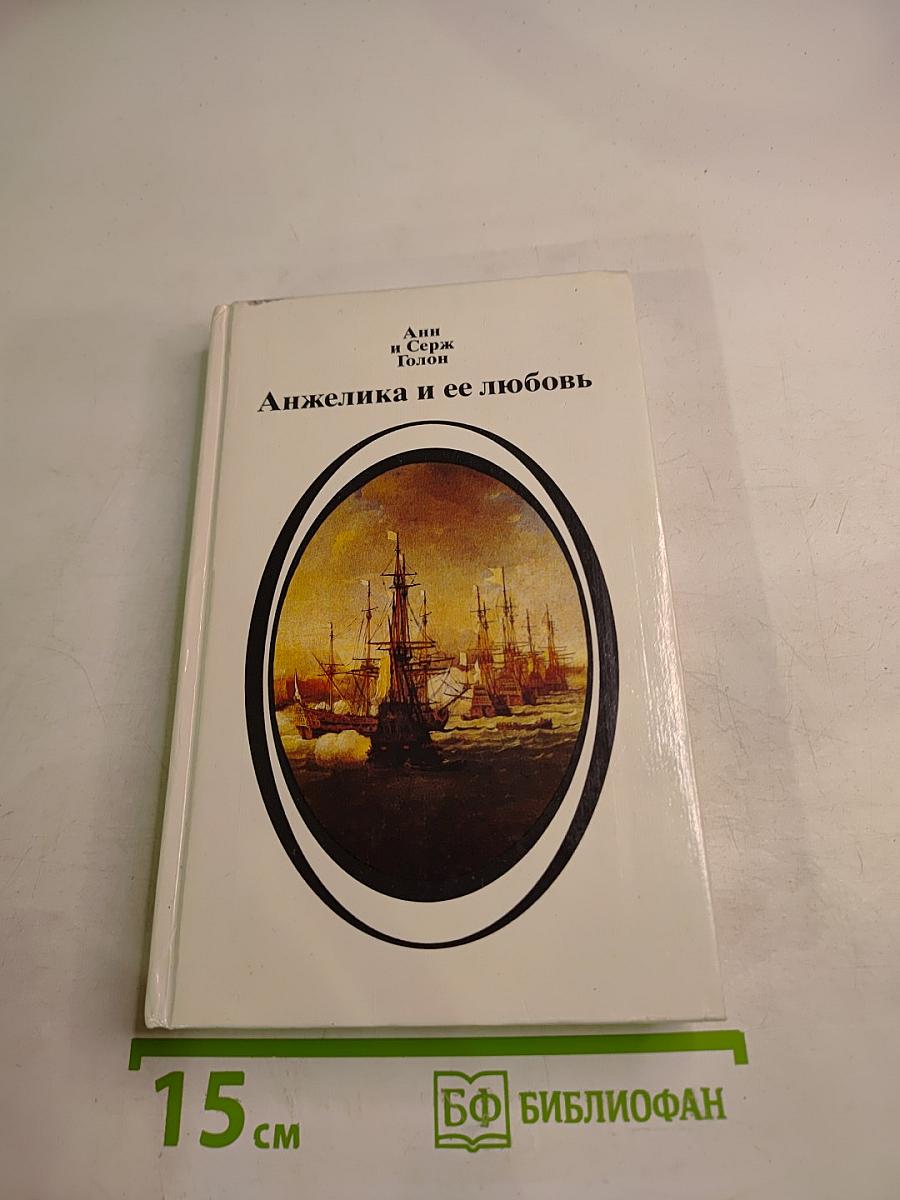 Анн
и Серж
Голон
Анжелика и ее любовь
15 см
БФ БИБЛИОФАН